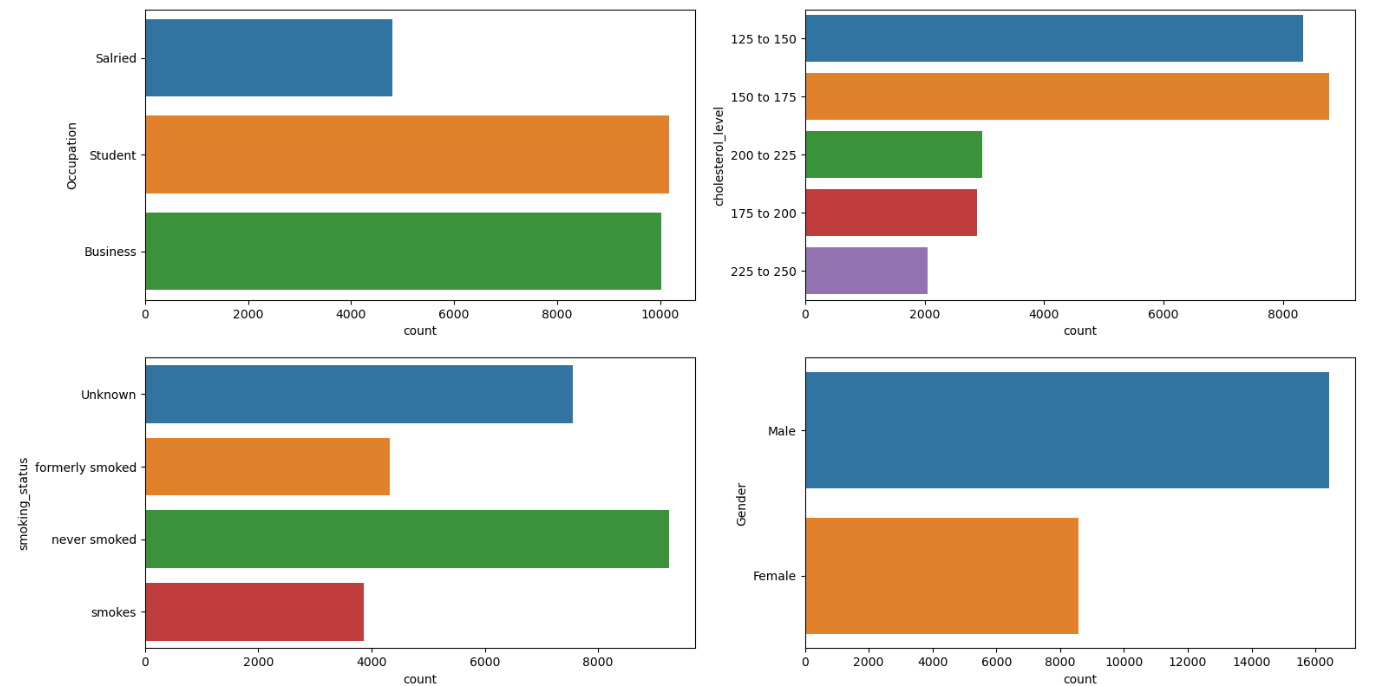 Occupation
Salried
Student
Business
0 2000 4000 6000 8000 10000
count
cholesterol_level
125 to 150
150 to 175
200 to 225
175 to 200
225 to 250
0 2000 4000 6000 8000
count
smoking_status
Unknown
formerly smoked
never smoked
smokes
0 2000 4000 6000 8000
count
Gender
Male
Female
0 2000 4000 6000 8000 10000 12000 14000 16000
count